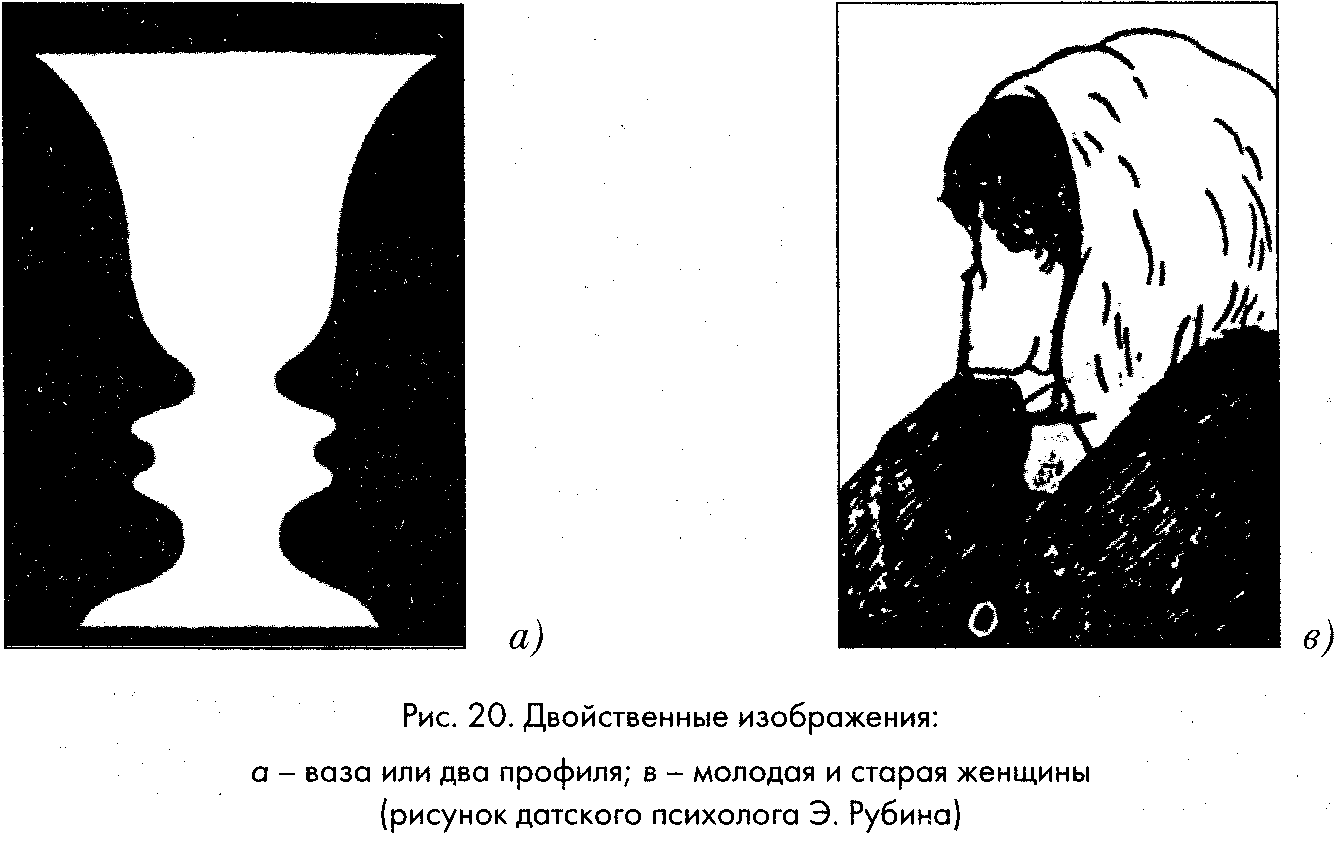 а)
в)
Рис. 20. Двойственные изображения:
а – ваза или два профиля; в – молодая и старая женщины
(рисунок датского психолога Э. Рубина)